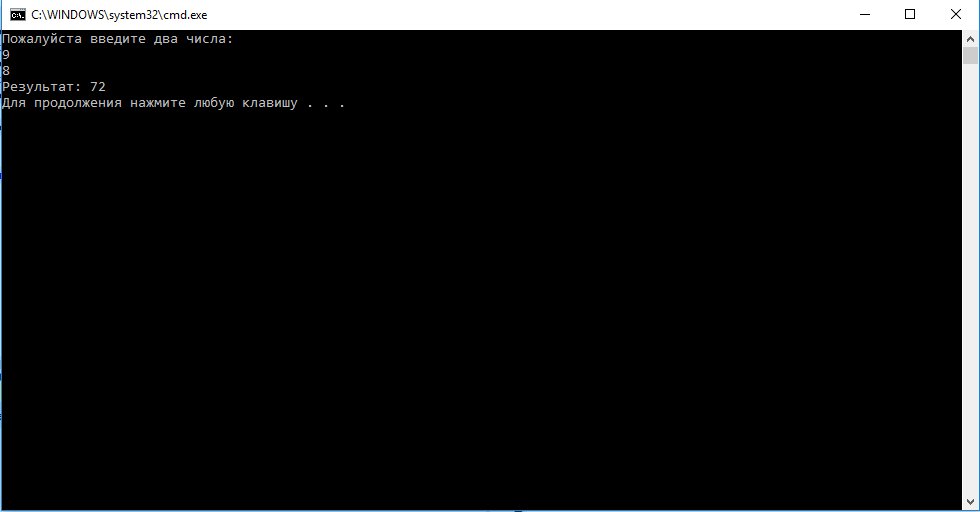 C:\WINDOWS\system32\cmd.exe
Пожалуйста введите два числа:
9
8
Результат: 72
Для продолжения нажмите любую клавишу . . .